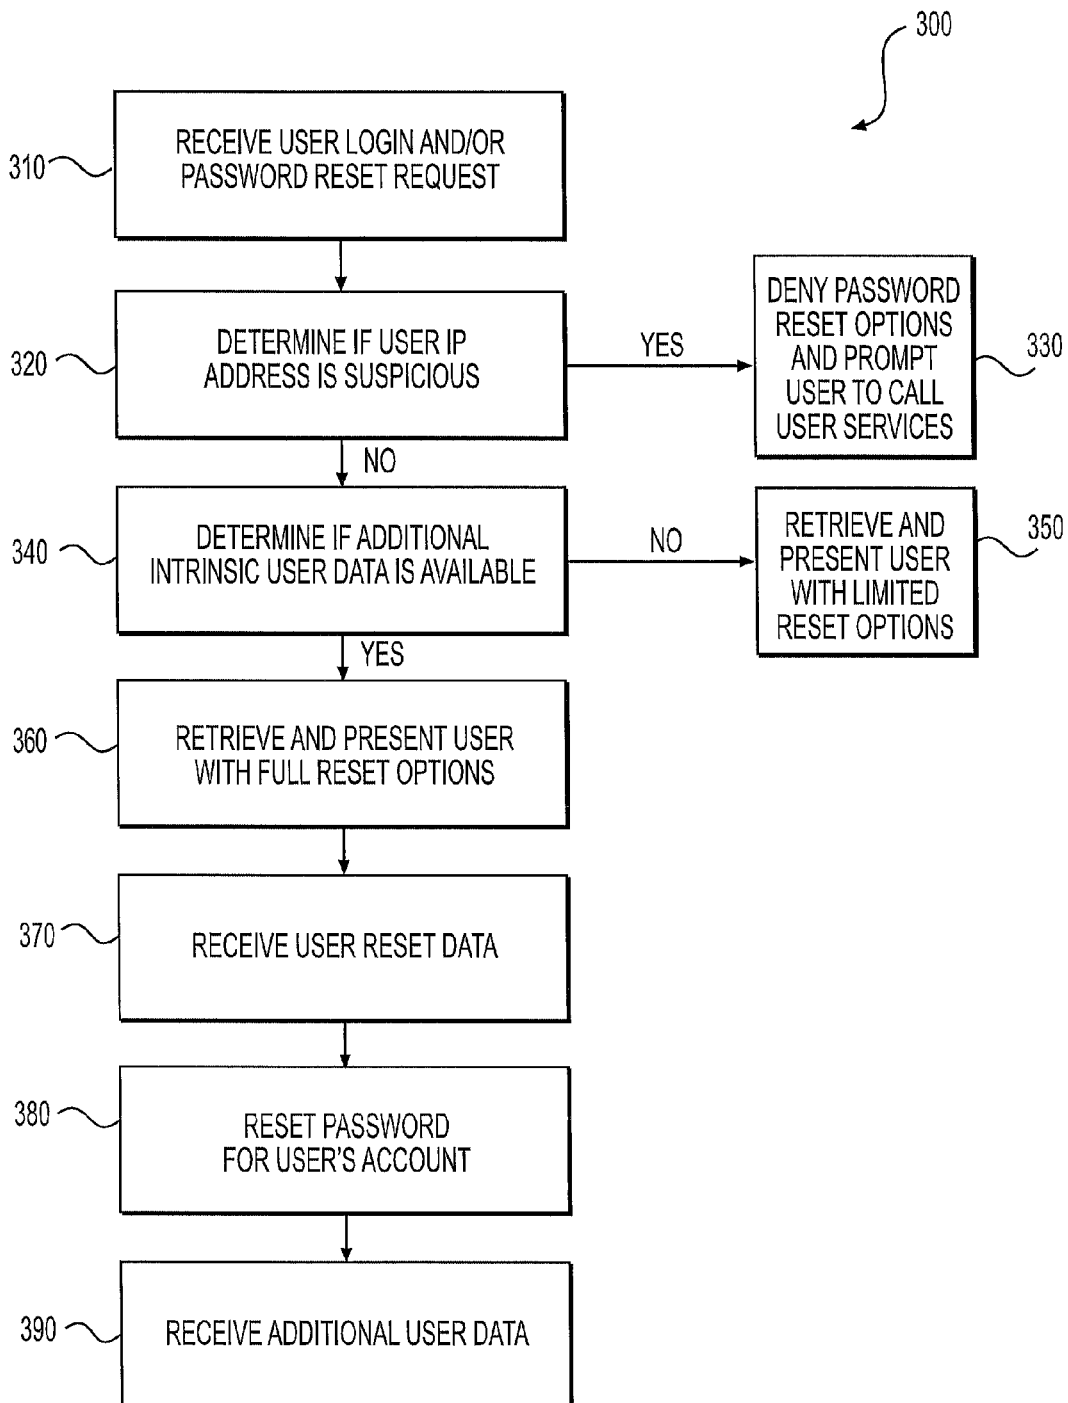 300
310
RECEIVE USER LOGIN AND/OR
PASSWORD RESET REQUEST
320
DETERMINE IF USER IP
ADDRESS IS SUSPICIOUS
YES
DENY PASSWORD
RESET OPTIONS
AND PROMPT
USER TO CALL
USER SERVICES
330
NO
340
DETERMINE IF ADDITIONAL
INTRINSIC USER DATA IS AVAILABLE
NO
RETRIEVE AND
PRESENT USER
WITH LIMITED
RESET OPTIONS
350
YES
360
RETRIEVE AND PRESENT USER
WITH FULL RESET OPTIONS
370
RECEIVE USER RESET DATA
380
RESET PASSWORD
FOR USER'S ACCOUNT
390
RECEIVE ADDITIONAL USER DATA